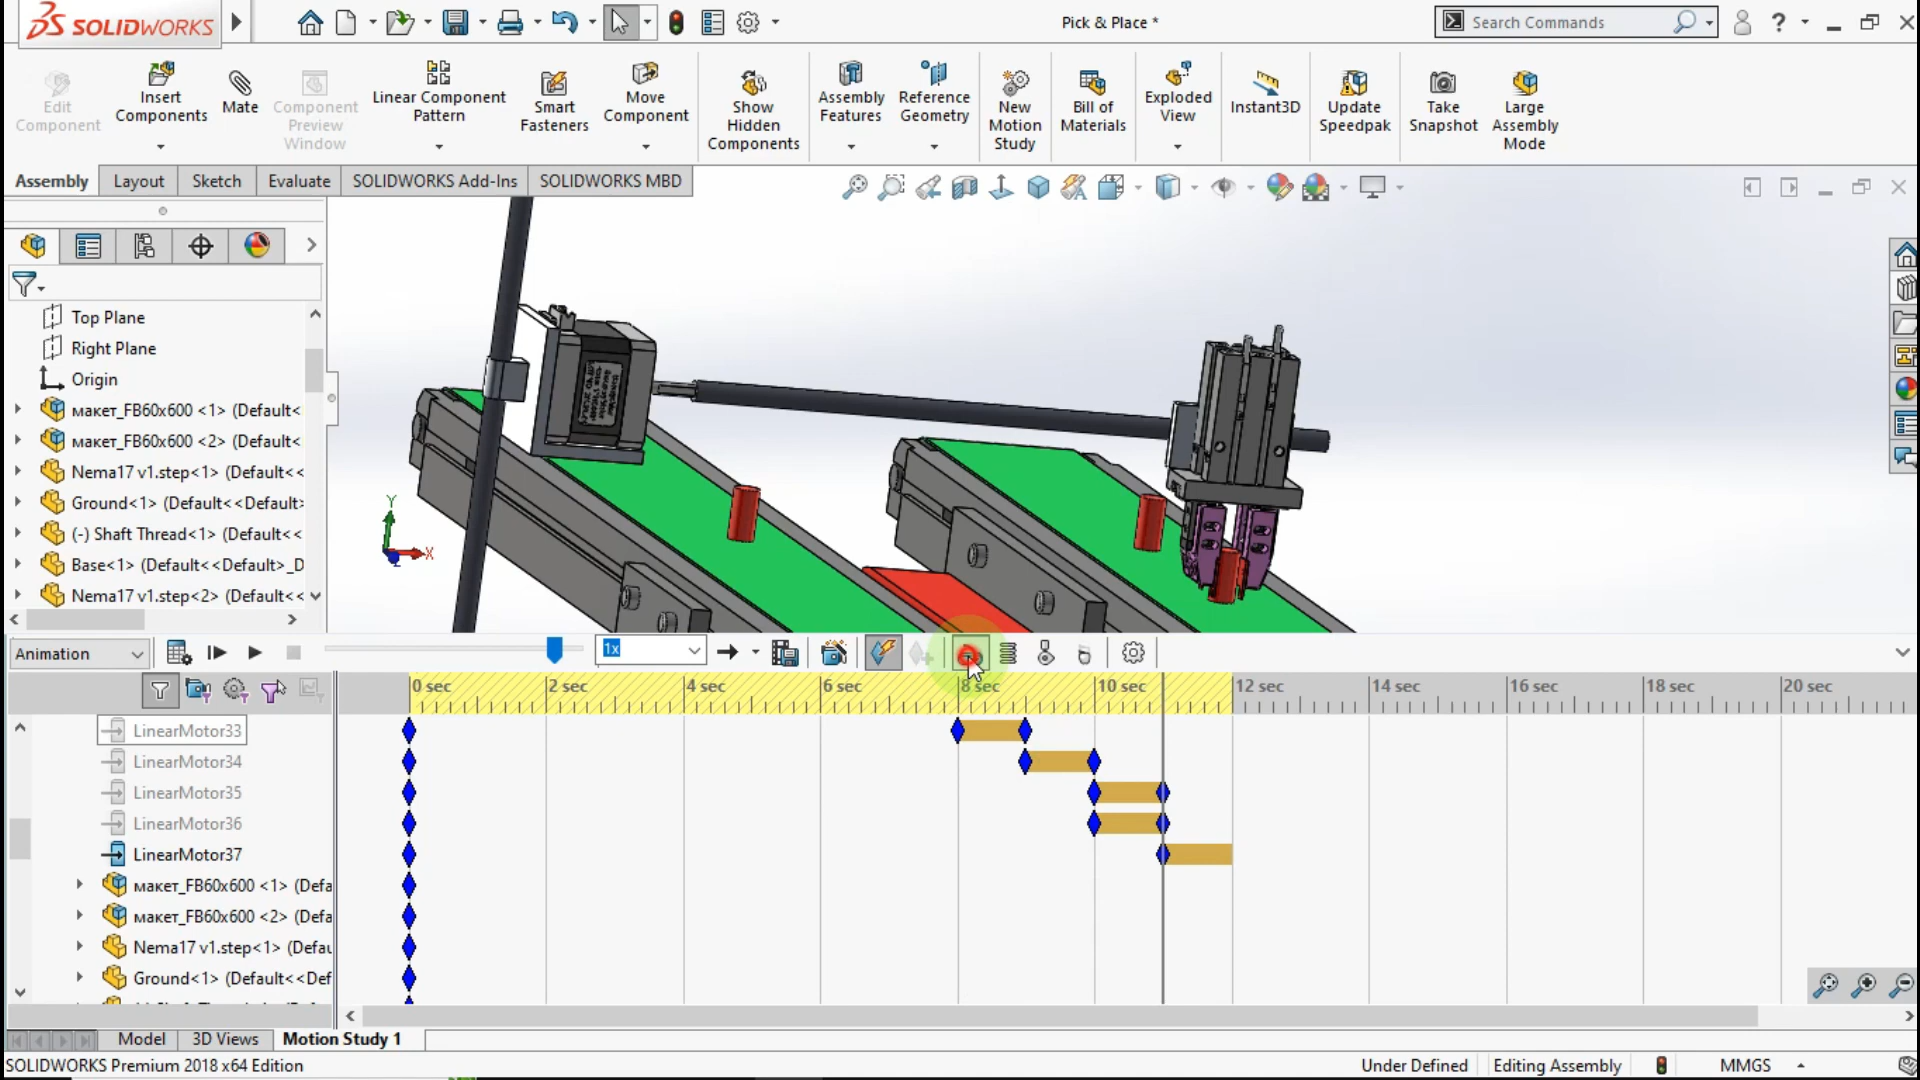 SOLIDWORKS
Pick & Place *
Search Commands
Edit Component
Insert Components
Mate
Component Preview Window
Linear Component Pattern
Smart Fasteners
Move Component
Show Hidden Components
Assembly Features
Reference Geometry
New Motion Study
Bill of Materials
Exploded View
Instant3D
Update Speedpak
Take Snapshot
Large Assembly Mode
Assembly
Layout
Sketch
Evaluate
SOLIDWORKS Add-Ins
SOLIDWORKS MBD
Top Plane
Right Plane
Origin
макет_FB60x600 <1> (Default<
макет_FB60x600 <2> (Default<
Nema17 v1.step<1> (Default<<
Ground<1> (Default<<Default>
(-) Shaft Thread<1> (Default<<
Base<1> (Default<<Default>_D
Nema17 v1.step<2> (Default<<
Y
X
Animation
1x
0 sec
2 sec
4 sec
6 sec
8 sec
10 sec
12 sec
14 sec
16 sec
18 sec
20 sec
LinearMotor33
LinearMotor34
LinearMotor35
LinearMotor36
LinearMotor37
макет_FB60x600 <1> (Defa
макет_FB60x600 <2> (Defa
Nema17 v1.step<1> (Defau
Ground<1> (Default<<Def
Model
3D Views
Motion Study 1
SOLIDWORKS Premium 2018 x64 Edition
Under Defined
Editing Assembly
MMGS